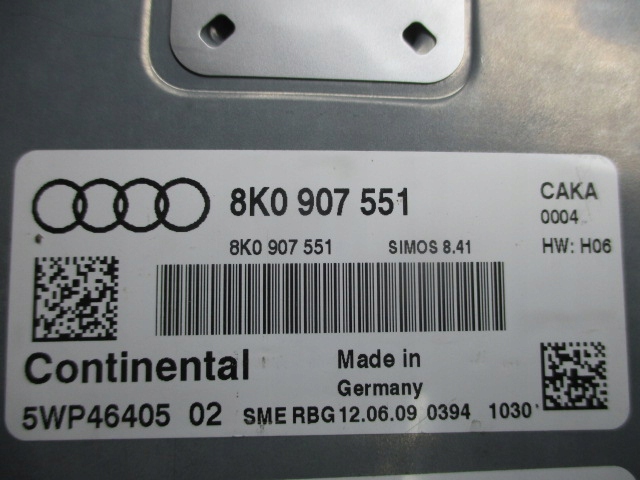 8K0 907 551
CAKA
0004
8K0 907 551 SIMOS 8.41 HW: H06
Continental
Made in
Germany
5WP46405 02 SME RBG 12.06.09 0394 1030